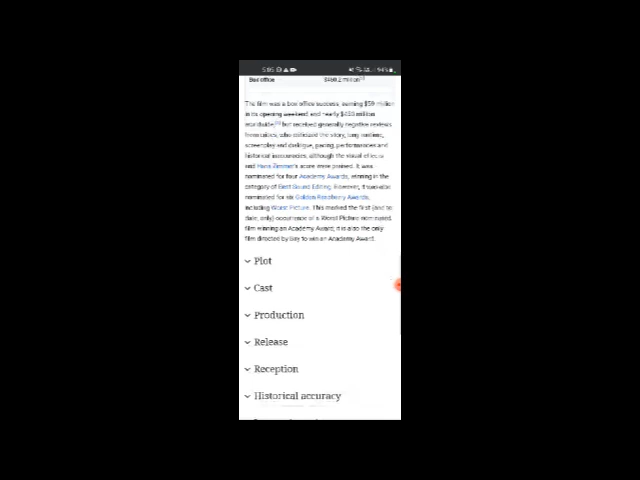 Box office
The film was a box office success, earning $59 million
in its opening weekend and nearly $450 million
worldwide, but received generally negative reviews
from critics, who criticized the story, long runtime,
screenplay and dialogue, pacing, performances and
historical inaccuracies, although the visual effects
and Hans Zimmer's score were praised. It was
nominated for four Academy Awards, winning in the
category of Best Sound Editing. However, it was also
nominated for six Golden Raspberry Awards,
including Worst Picture. This marked the first (and to
date, only) occurrence of a Worst Picture-nominated
film winning an Academy Award; it is also the only
film directed by Bay to win an Academy Award.
Plot
Cast
Production
Release
Reception
Historical accuracy